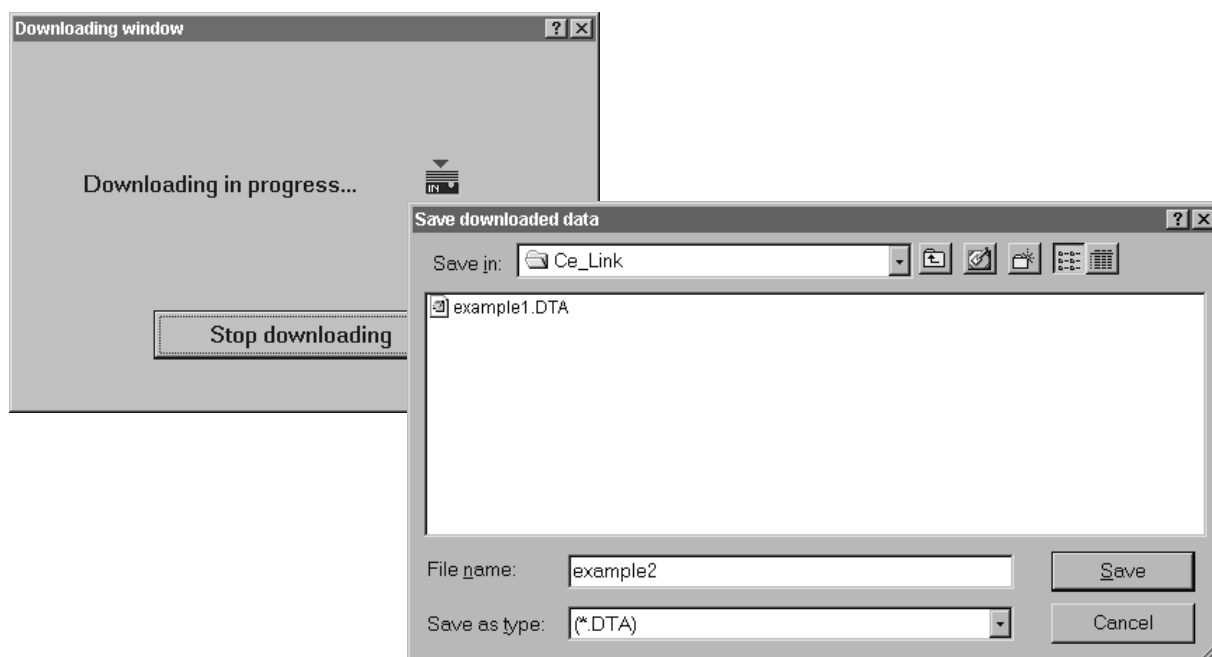 Downloading window
Downloading in progress...
IN
Stop downloading
Save downloaded data
Save in: Ce_Link
example1.DTA
File name: example2
Save
Save as type: (*.DTA)
Cancel